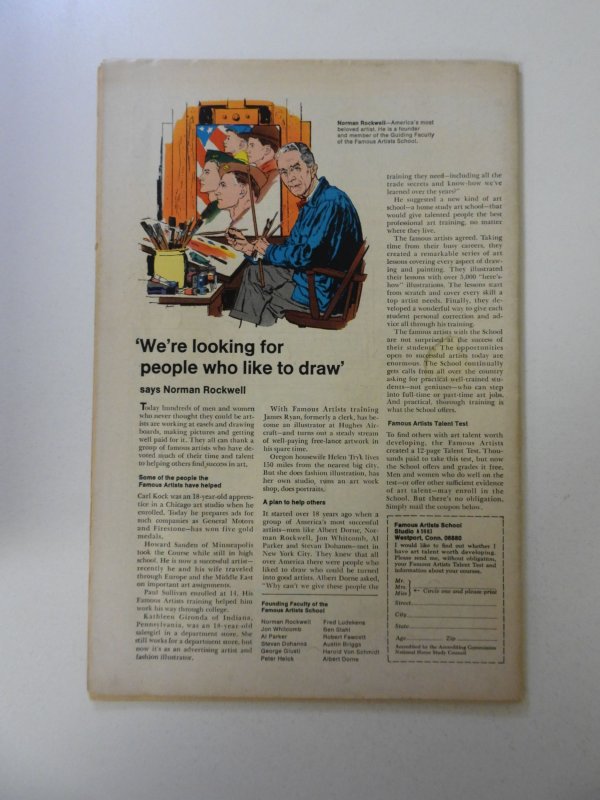 Norman Rockwell—America's most
beloved artist. He is a founder
and member of the Guiding Faculty
of the Famous Artists School.
'We're looking for
people who like to draw'
says Norman Rockwell
Today hundreds of men and women
who never thought they could be art-
ists are working at easels and drawing
boards, making pictures and getting
well paid for it. They all can thank a
group of famous artists who have de-
voted much of their time and talent
to helping others find success in art.
Some of the people the
Famous Artists have helped
Carl Kock was an 18-year-old appren-
tice in a Chicago art studio when he
enrolled. Today he prepares ads for
such companies as General Motors
and Firestone—has won five gold
medals.
Howard Sanden of Minneapolis
took the Course while still in high
school. He is now a successful artist—
recently he and his wife traveled
through Europe and the Middle East
on important art assignments.
Paul Sullivan enrolled at 14. His
Famous Artists training helped him
work his way through college.
Kathleen Gironda of Indiana,
Pennsylvania, was an 18-year-old
salesgirl in a department store. She
still works for a department store, but
now it's as an advertising artist and
fashion illustrator.
With Famous Artists training
James Ryan, formerly a clerk, has be-
come an illustrator at Hughes Air-
craft—and turns out a steady stream
of well-paying free-lance artwork in
his spare time.
Oregon housewife Helen Tryk lives
150 miles from the nearest big city.
But she does fashion illustration, has
her own studio, runs an art work
shop, does portraits.
A plan to help others
It started over 18 years ago when a
group of America's most successful
artists—men like Albert Dorne, Nor-
man Rockwell, Jon Whitcomb, Al
Parker and Stevan Dohanos—met in
New York City. They knew that all
over America there were people who
liked to draw who could be turned
into good artists. Albert Dorne asked,
"Why can't we give these people the
Founding Faculty of the
Famous Artists School
Norman Rockwell
Jon Whitcomb
Al Parker
Stevan Dohanos
George Giusti
Peter Helck
Fred Ludekens
Ben Stahl
Robert Fawcett
Austin Briggs
Harold Von Schmidt
Albert Dorne
training they need—including all the
trade secrets and know-how we've
learned over the years?"
He suggested a new kind of art
school—a home study art school—that
would give talented people the best
professional art training, no matter
where they live.
The famous artists agreed. Taking
time from their busy careers, they
created a remarkable series of art
lessons covering every aspect of draw-
ing and painting. They illustrated
their lessons with over 5,000 "here's-
how" illustrations. The lessons start
from scratch and cover every skill a
top artist needs. Finally, they de-
veloped a wonderful way to give each
student personal correction and ad-
vice all through his training.
The famous artists with the School
are not surprised at the success of
their students. The opportunities
open to successful artists today are
enormous. The School continually
gets calls from all over the country
asking for practical well-trained stu-
dents—not geniuses—who can step
into full-time or part-time art jobs.
And practical, thorough training is
what the School offers.
Famous Artists Talent Test
To find others with art talent worth
developing, the Famous Artists
created a 12-page Talent Test. Thou-
sands paid to take this test, but now
the School offers and grades it free.
Men and women who do well on the
test—or offer other sufficient evidence
of art talent—may enroll in the
School. But there's no obligation.
Simply mail the coupon below.
Famous Artists School
Studio
Westport, Conn. 06880
I would like to find out whether I
have art talent worth developing.
Please send me, without obligation,
your Famous Artists Talent Test and
information about your courses.
Mr.
Mrs.
Miss
Circle one and please print
Street
City
State
Age Zip
Accredited by the Accrediting Commission
National Home Study Council